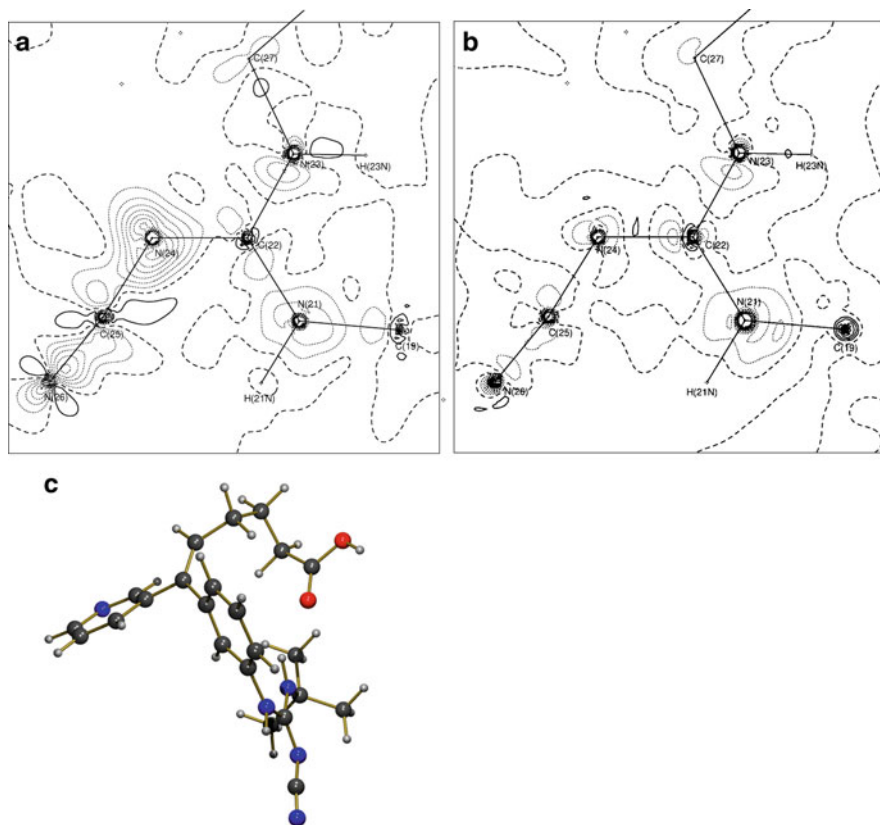 a
C(27)
N(23)
H(23N)
N(24)
C(22)
N(21)
C(25)
C(19)
N(26)
H(21N)
b
C(27)
N(23)
H(23N)
N(24)
C(22)
N(21)
C(25)
C(19)
N(26)
H(21N)
c